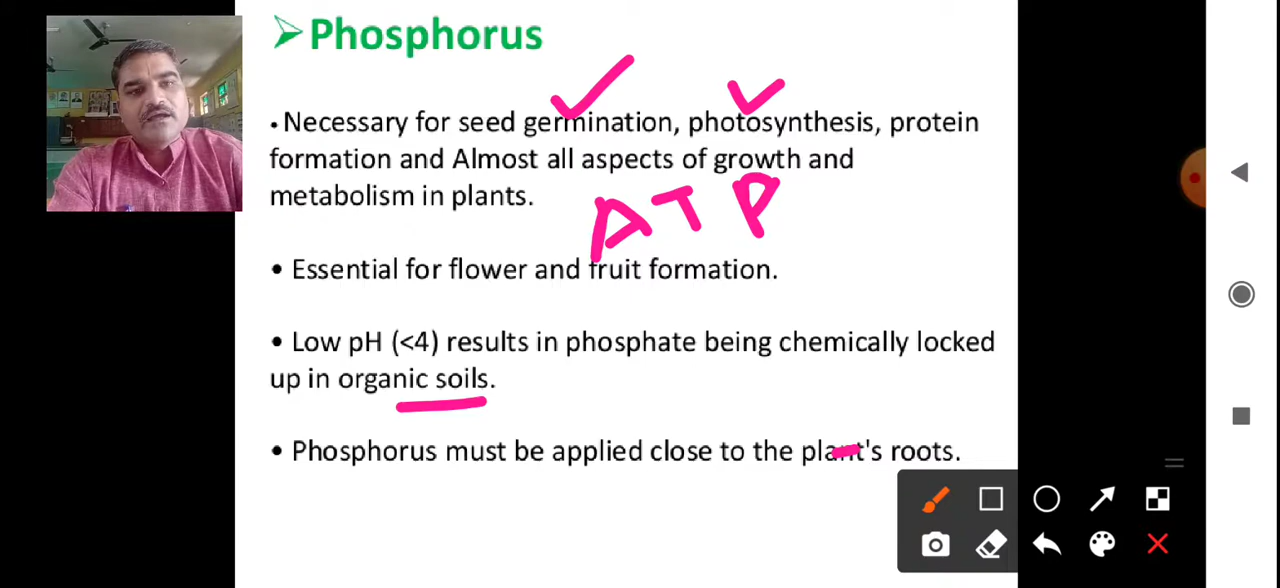 Phosphorus
• Necessary for seed germination, photosynthesis, protein
formation and Almost all aspects of growth and
metabolism in plants.
ATP
• Essential for flower and fruit formation.
• Low pH (<4) results in phosphate being chemically locked
up in organic soils.
• Phosphorus must be applied close to the plant's roots.